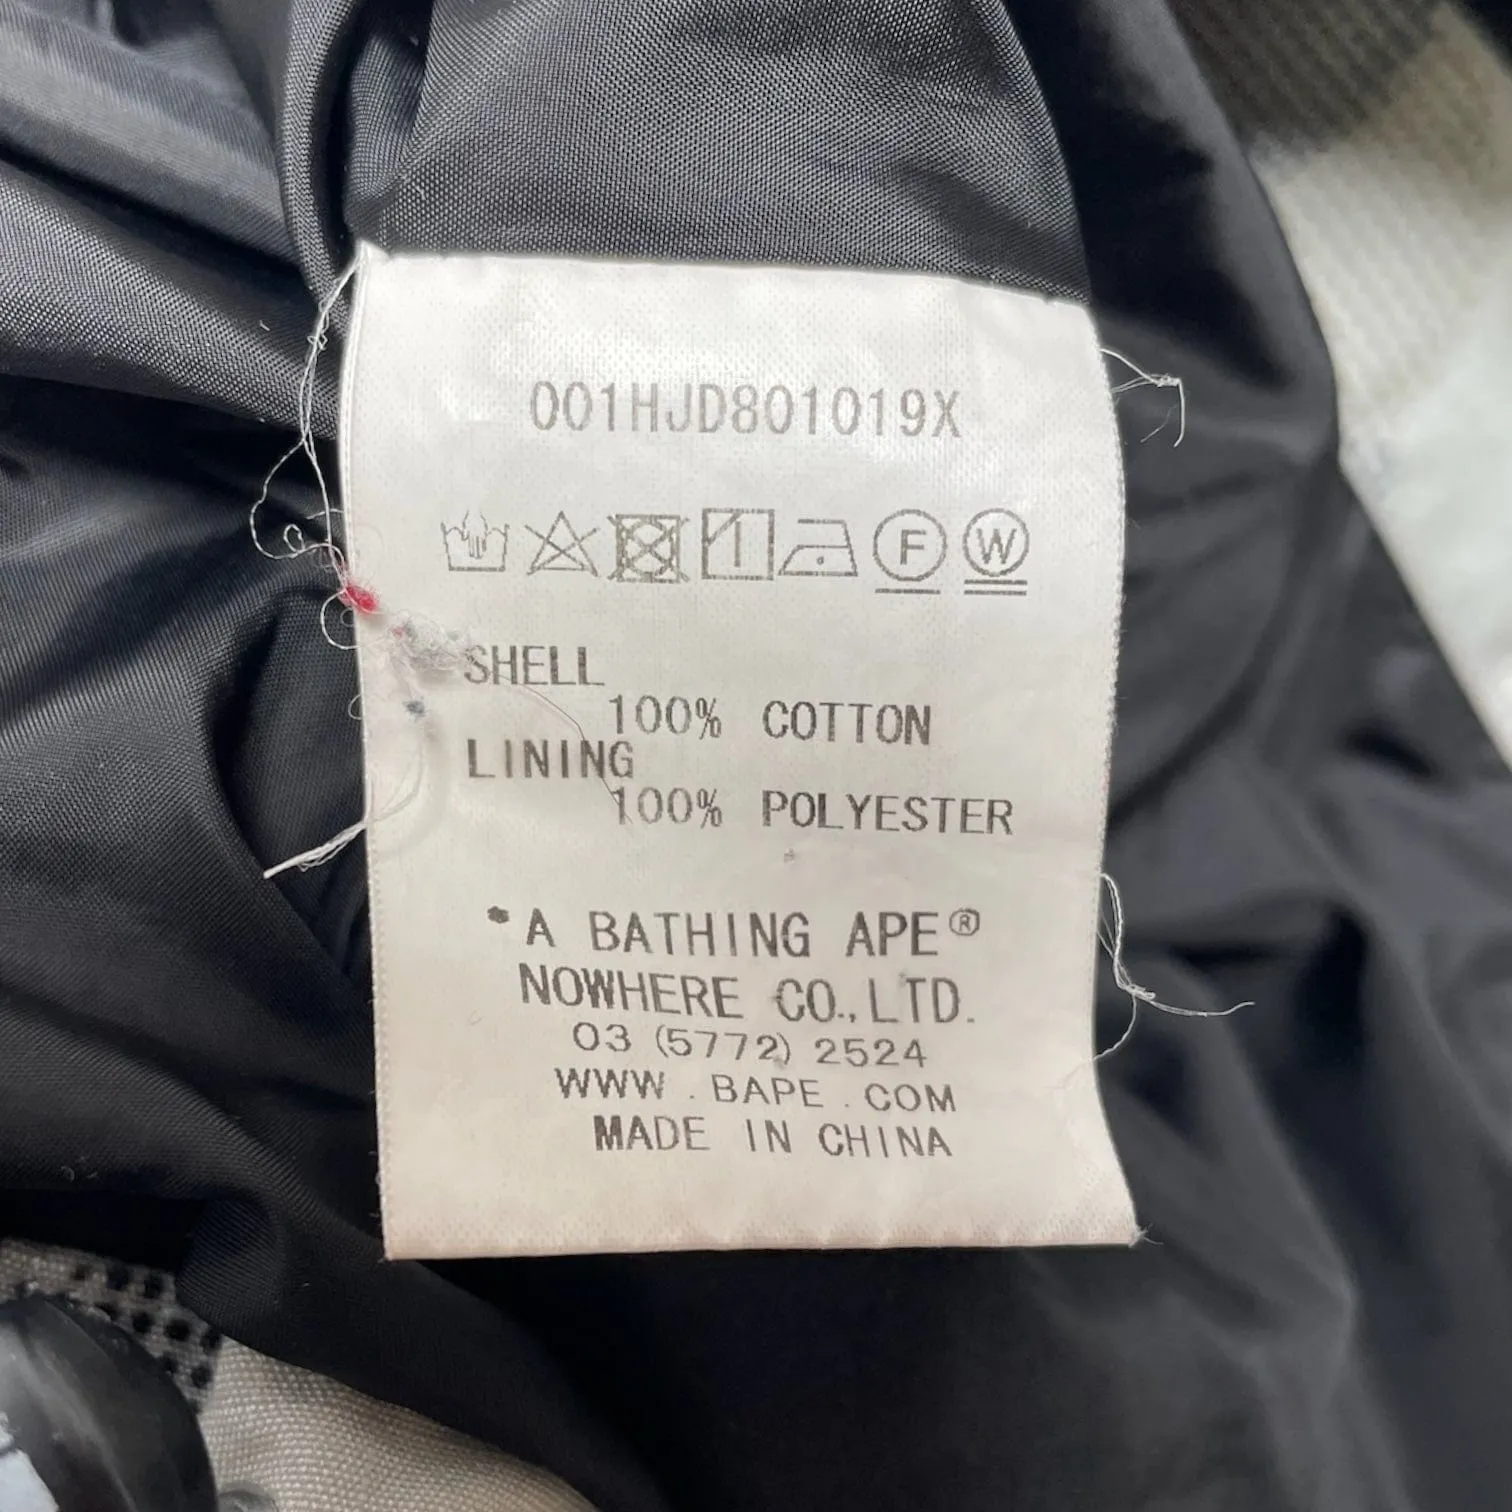 001HJD801019X
F W
SHELL
100% COTTON
LINING
100% POLYESTER
*A BATHING APE®
NOWHERE CO.,LTD.
03 (5772) 2524
WWW.BAPE.COM
MADE IN CHINA